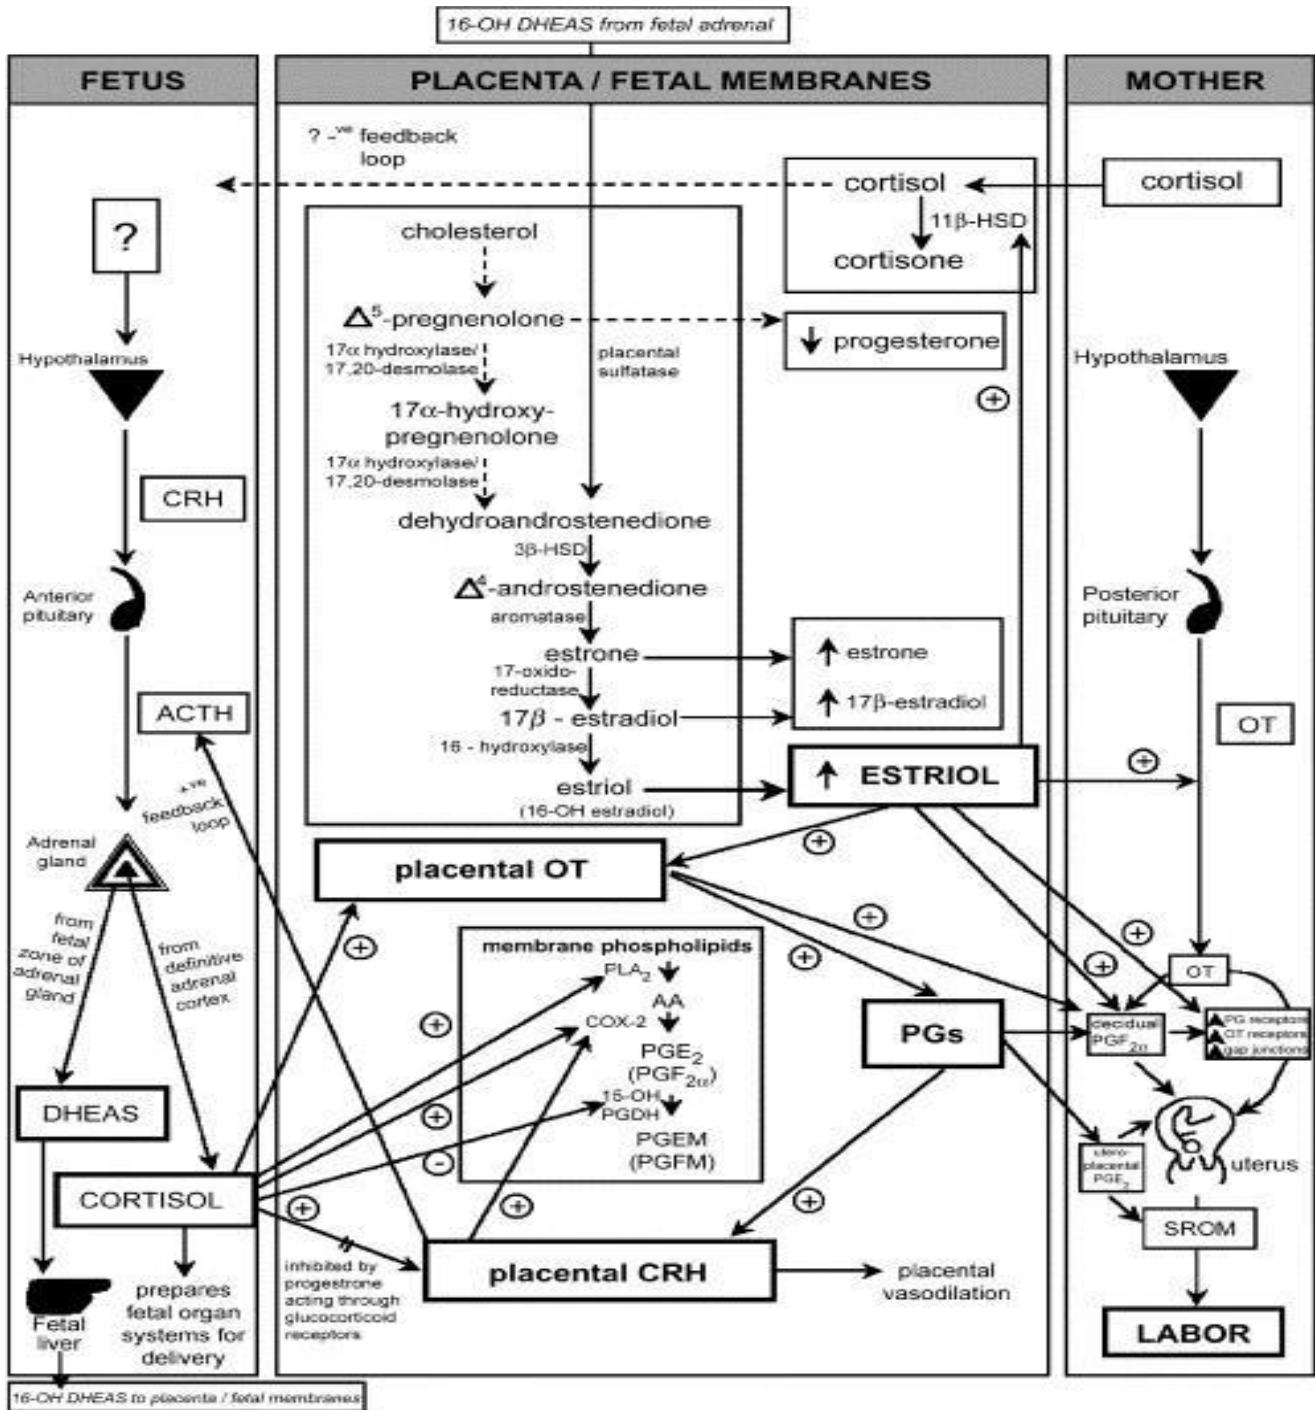 16-OH DHEAS from fetal adrenal
FETUS
PLACENTA / FETAL MEMBRANES
MOTHER
? -ve feedback
loop
?
Hypothalamus
CRH
Anterior
pituitary
ACTH
+ve
feedback
loop
Adrenal
gland
from
fetal
zone of
adrenal
gland
from
definitive
adrenal
cortex
DHEAS
CORTISOL
Fetal
liver
prepares
fetal organ
systems for
delivery
16-OH DHEAS to placenta / fetal membranes
cholesterol
Δ5-pregnenolone
17α hydroxylase/
17,20-desmolase
placental
sulfatase
17α-hydroxy-
pregnenolone
17α hydroxylase/
17,20-desmolase
dehydroandrostenedione
3β-HSD
Δ4-androstenedione
aromatase
estrone
17-oxido-
reductase
17β - estradiol
16 - hydroxylase
estriol
(16-OH estradiol)
cortisol
11β-HSD
cortisone
↓ progesterone
+
↑ estrone
↑ 17β-estradiol
↑ ESTRIOL
+
+
placental OT
+
+
+
+
+
membrane phospholipids
PLA2
AA
COX-2
PGE2
(PGF2α)
15-OH
PGDH
PGEM
(PGFM)
+
+
-
+
+
+
PGs
placental CRH
inhibited by
progestrone
acting through
glucocorticoid
receptors
placental
vasodilation
cortisol
Hypothalamus
Posterior
pituitary
OT
OT
decidual
PGF2α
PG receptors
OT receptors
gap junctions
utero-
placental
PGE2
uterus
SROM
LABOR